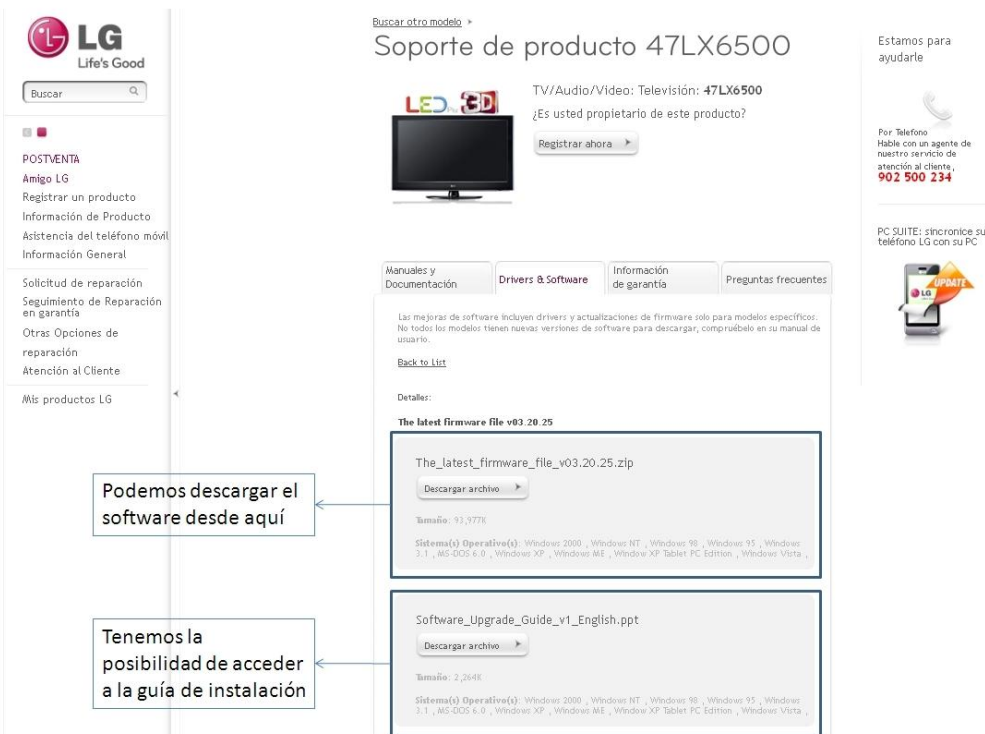 LG
Life's Good
Buscar
POSTVENTA
Amigo LG
Registrar un producto
Información de Producto
Asistencia del teléfono móvil
Información General
Solicitud de reparación
Seguimiento de Reparación
en garantía
Otras Opciones de
reparación
Atención al Cliente
Mis productos LG
Buscar otro modelo
Soporte de producto 47LX6500
LED 3D
TV/Audio/Video: Televisión: 47LX6500
¿Es usted propietario de este producto?
Registrar ahora
Manuales y
Documentación
Drivers & Software
Información
de garantía
Preguntas frecuentes
Las mejoras de software incluyen drivers y actualizaciones de firmware solo para modelos específicos.
No todos los modelos tienen nuevas versiones de software para descargar, compruébelo en su manual de
usuario.
Back to List
Detalles:
The latest firmware file v03.20.25
The_latest_firmware_file_v03.20.25.zip
Descargar archivo
Tamaño: 93,977K
Sistema(s) Operativo(s): Windows 2000 , Windows NT , Windows 98 , Windows 95 , Windows
3.1 , MS-DOS 6.0 , Windows XP , Windows ME , Window XP Tablet PC Edition , Windows Vista ,
Podemos descargar el
software desde aquí
Software_Upgrade_Guide_v1_English.ppt
Descargar archivo
Tamaño: 2,264K
Sistema(s) Operativo(s): Windows 2000 , Windows NT , Windows 98 , Windows 95 , Windows
3.1 , MS-DOS 6.0 , Windows XP , Windows ME , Window XP Tablet PC Edition , Windows Vista ,
Tenemos la
posibilidad de acceder
a la guía de instalación
Estamos para
ayudarle
Por Telefono
Hable con un agente de
nuestro servicio de
atención al cliente,
902 500 234
PC SUITE: sincronice su
teléfono LG con su PC
UPDATE
LG